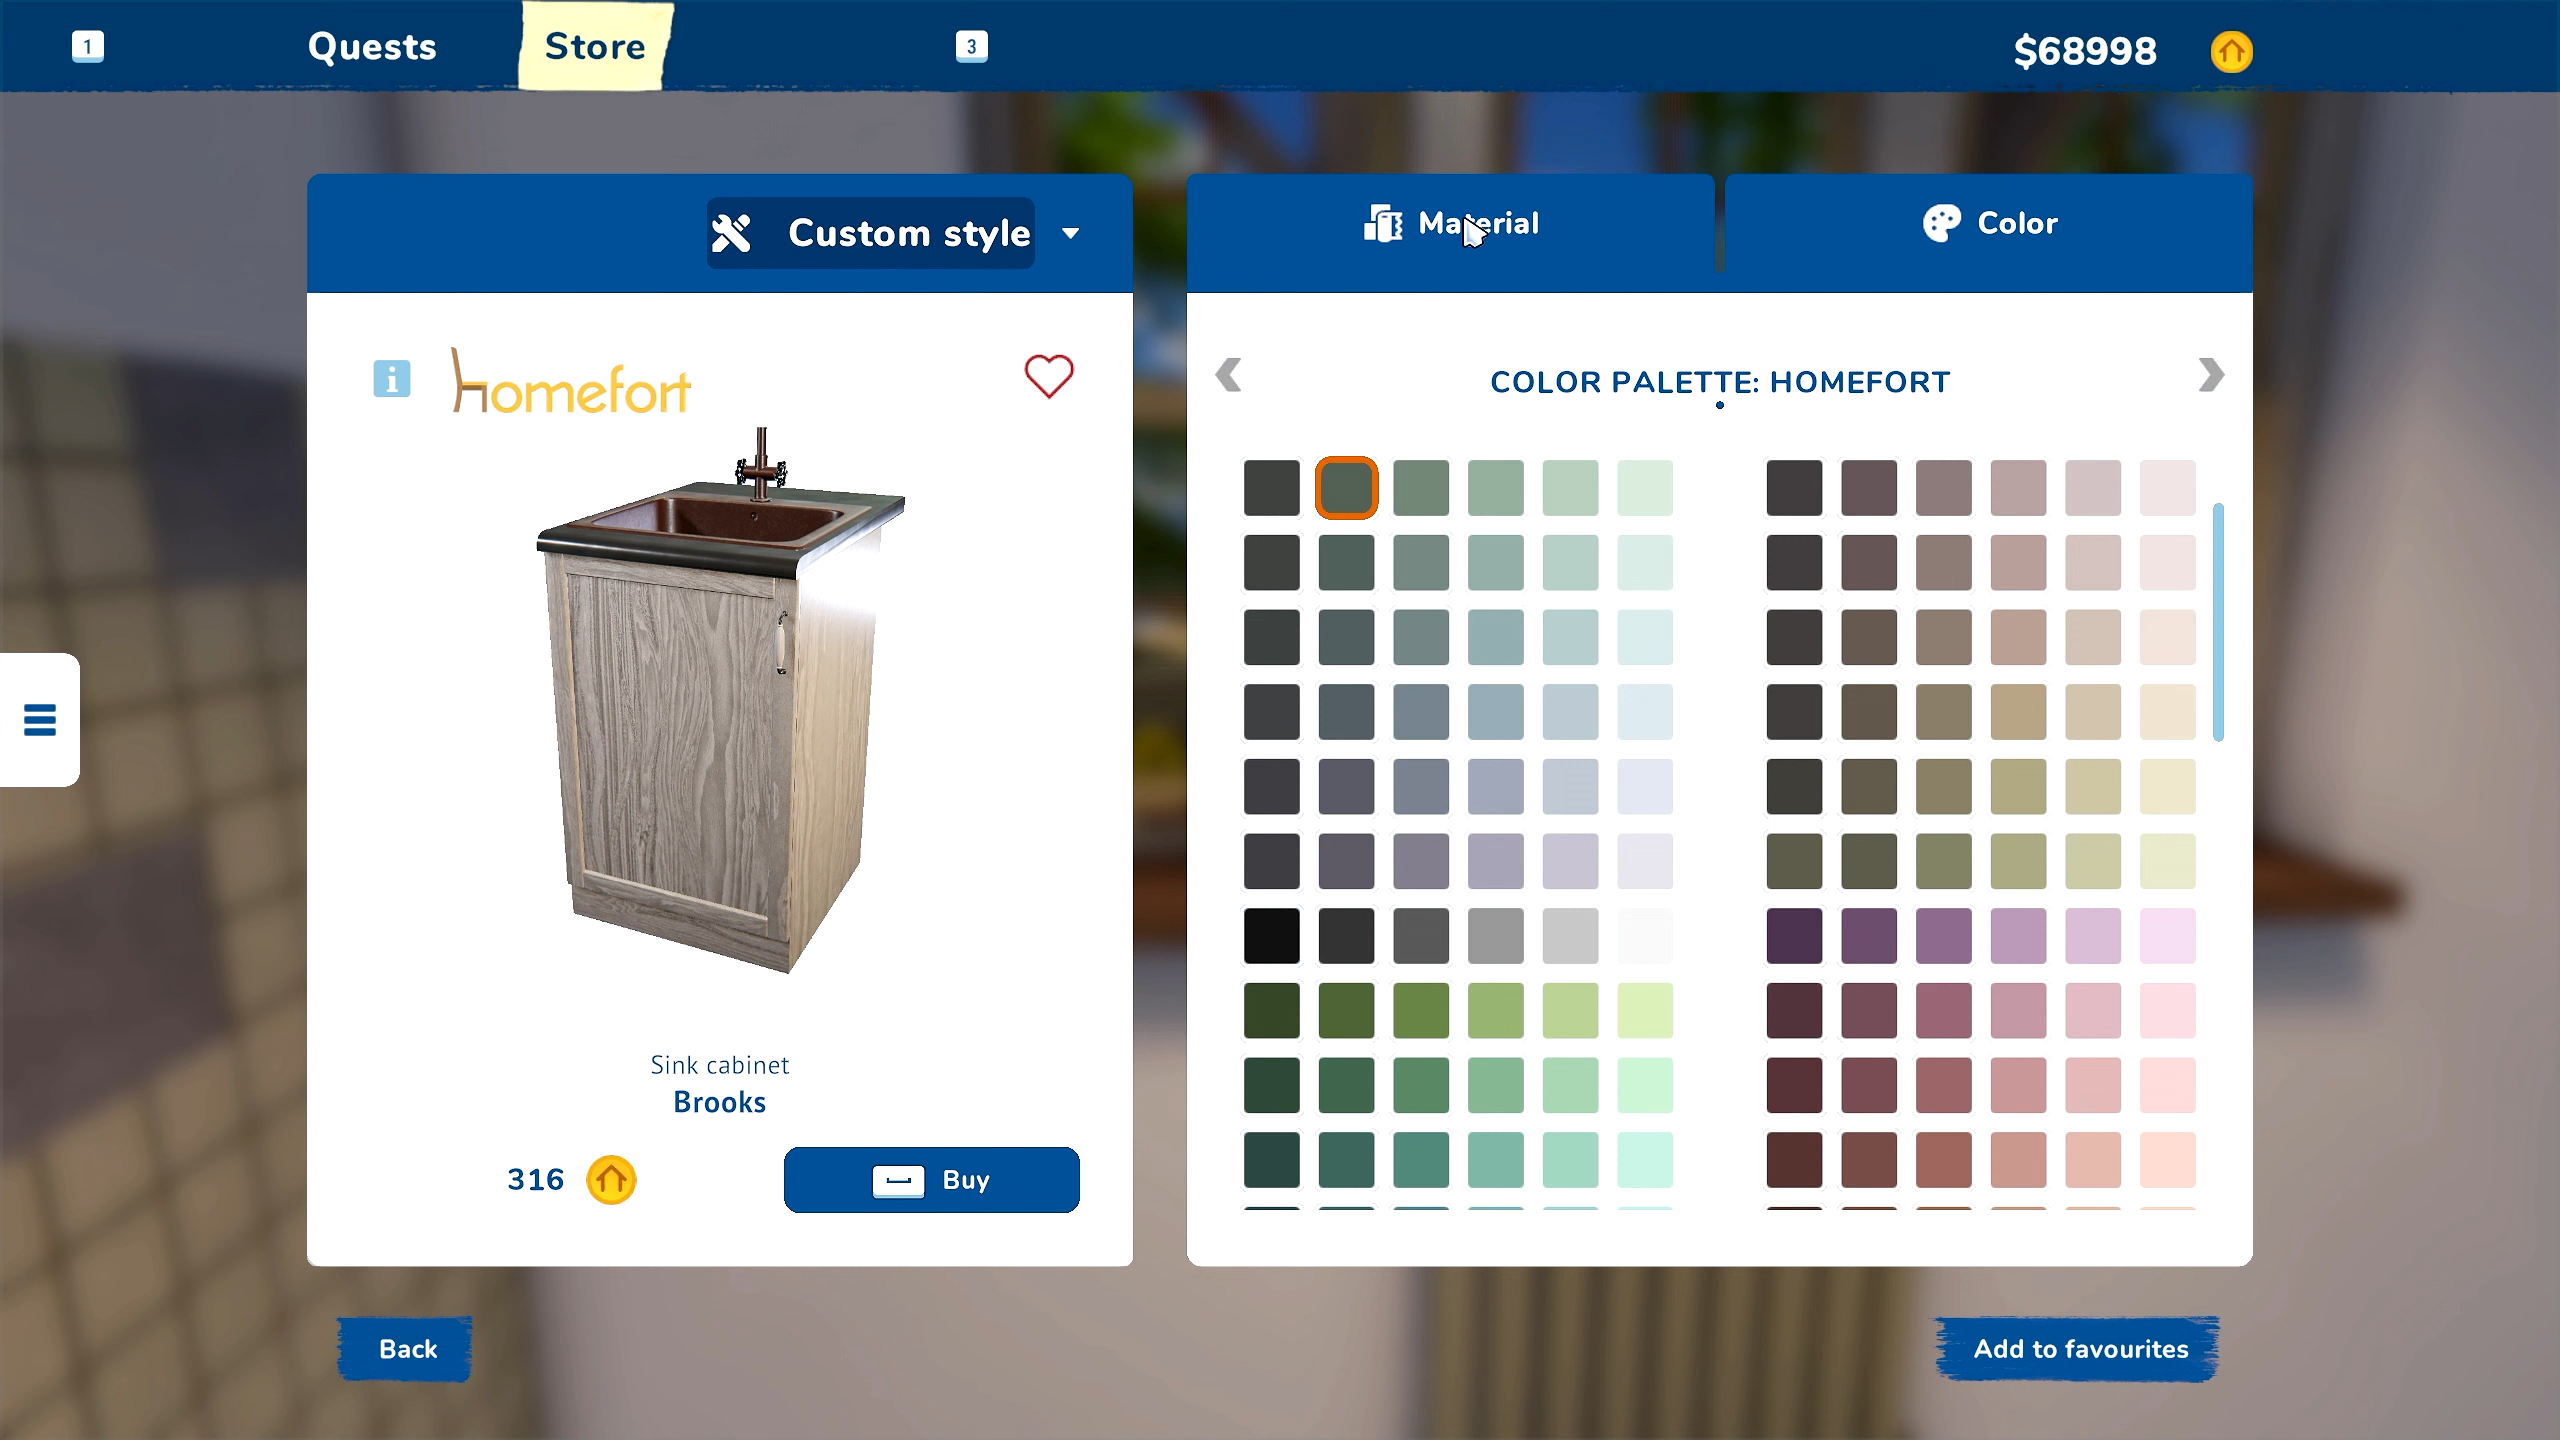 1
Quests
Store
3
$68998
Custom style
Material
Color
i
homefort
COLOR PALETTE: HOMEFORT
Sink cabinet
Brooks
316
Buy
Back
Add to favourites